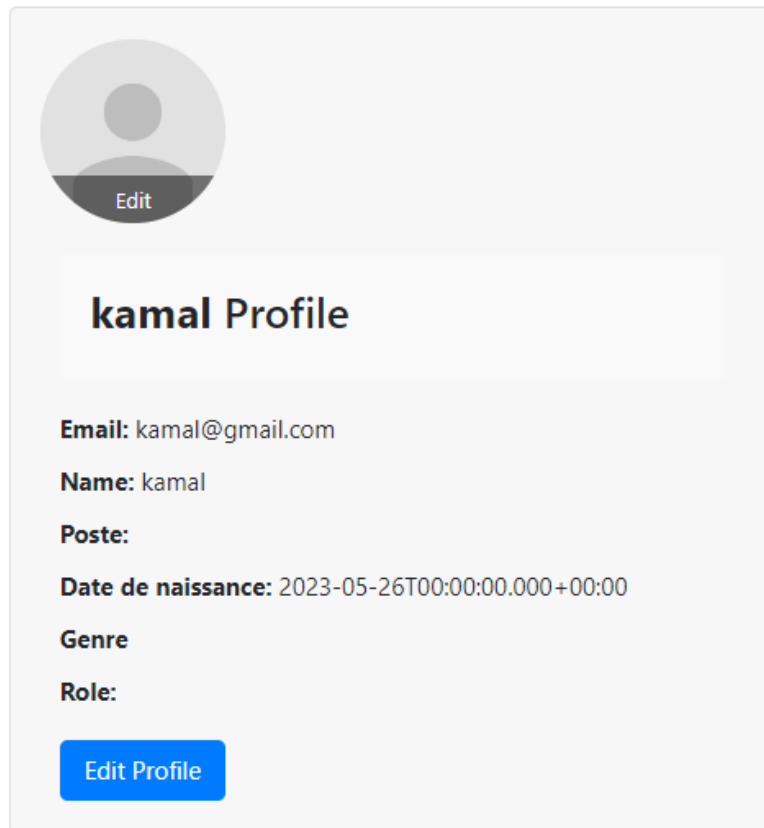 Edit
kamal Profile
Email: kamal@gmail.com
Name: kamal
Poste:
Date de naissance: 2023-05-26T00:00:00.000+00:00
Genre
Role:
Edit Profile